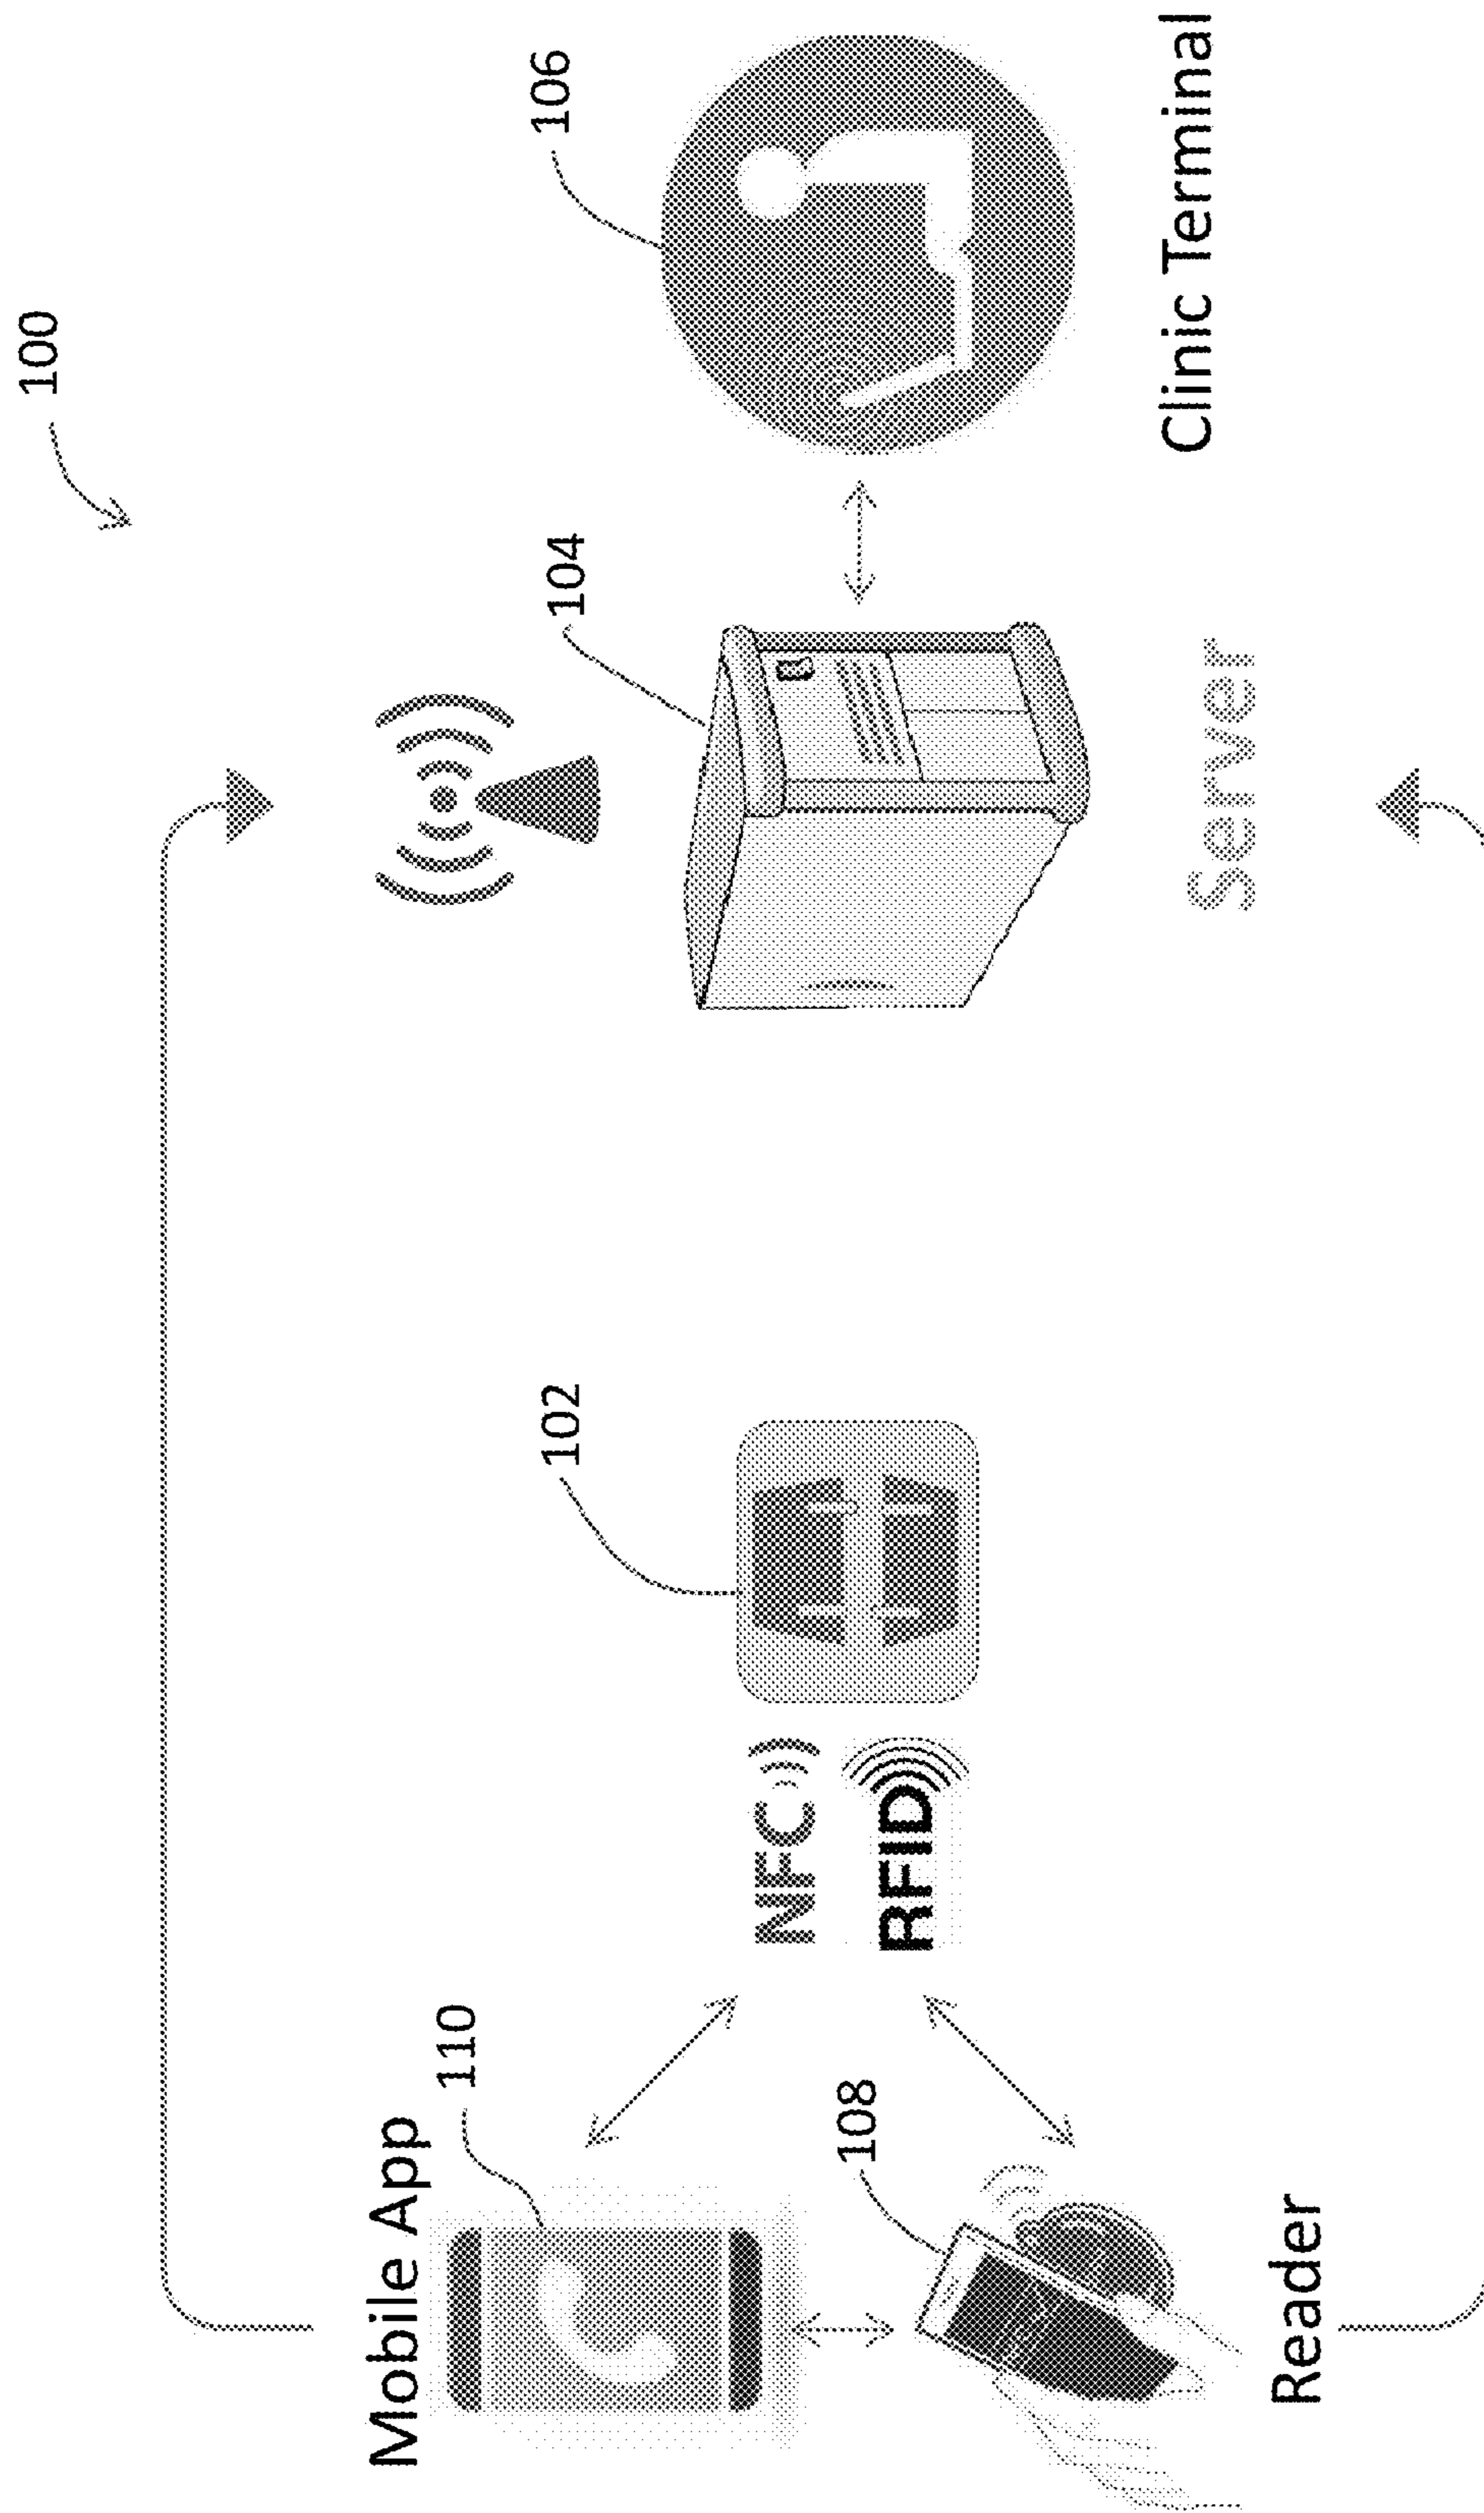 100
Mobile App
110
102
104
106
NFC
RFID
108
Reader
Server
Clinic Terminal